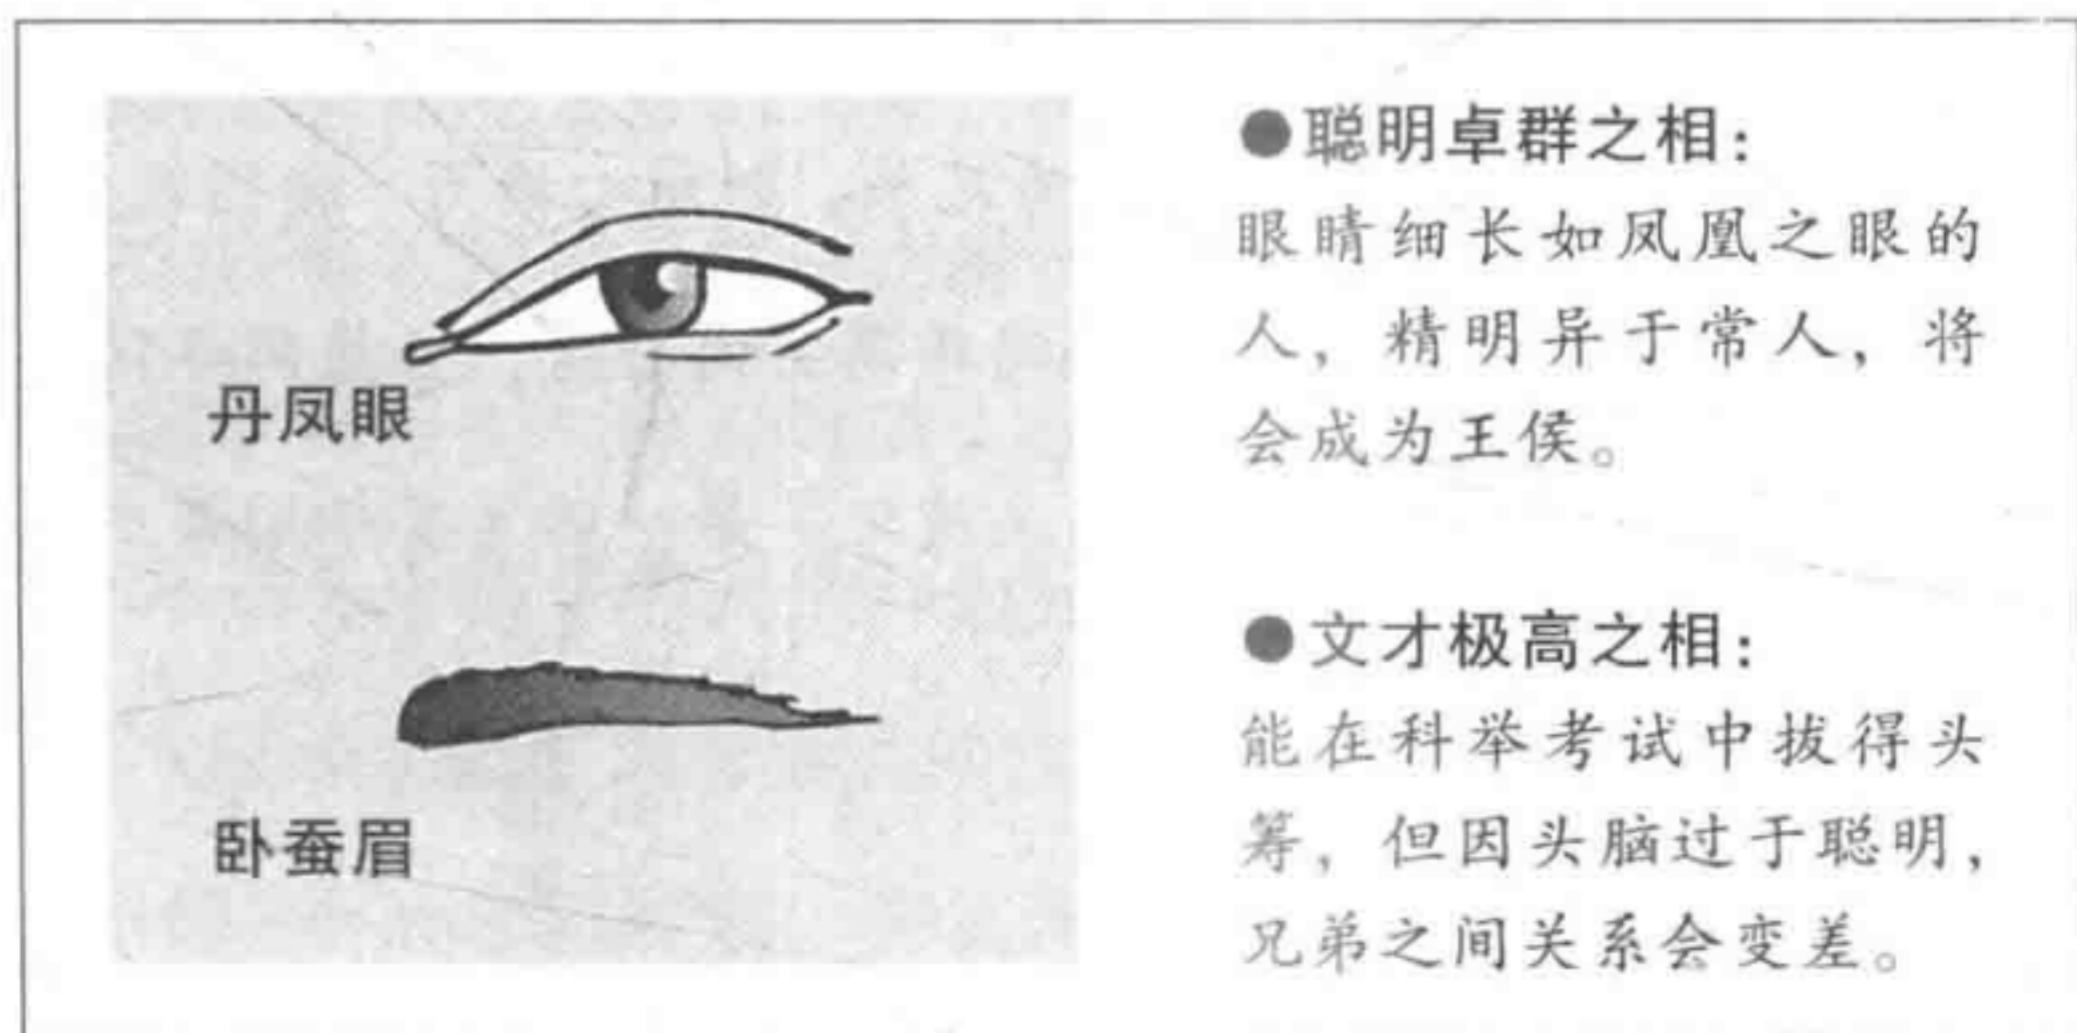 丹凤眼
卧蚕眉
●聪明卓群之相：
眼睛细长如凤凰之眼的
人，精明异于常人，将
会成为王侯。
●文才极高之相：
能在科举考试中拔得头
筹，但因头脑过于聪明，
兄弟之间关系会变差。